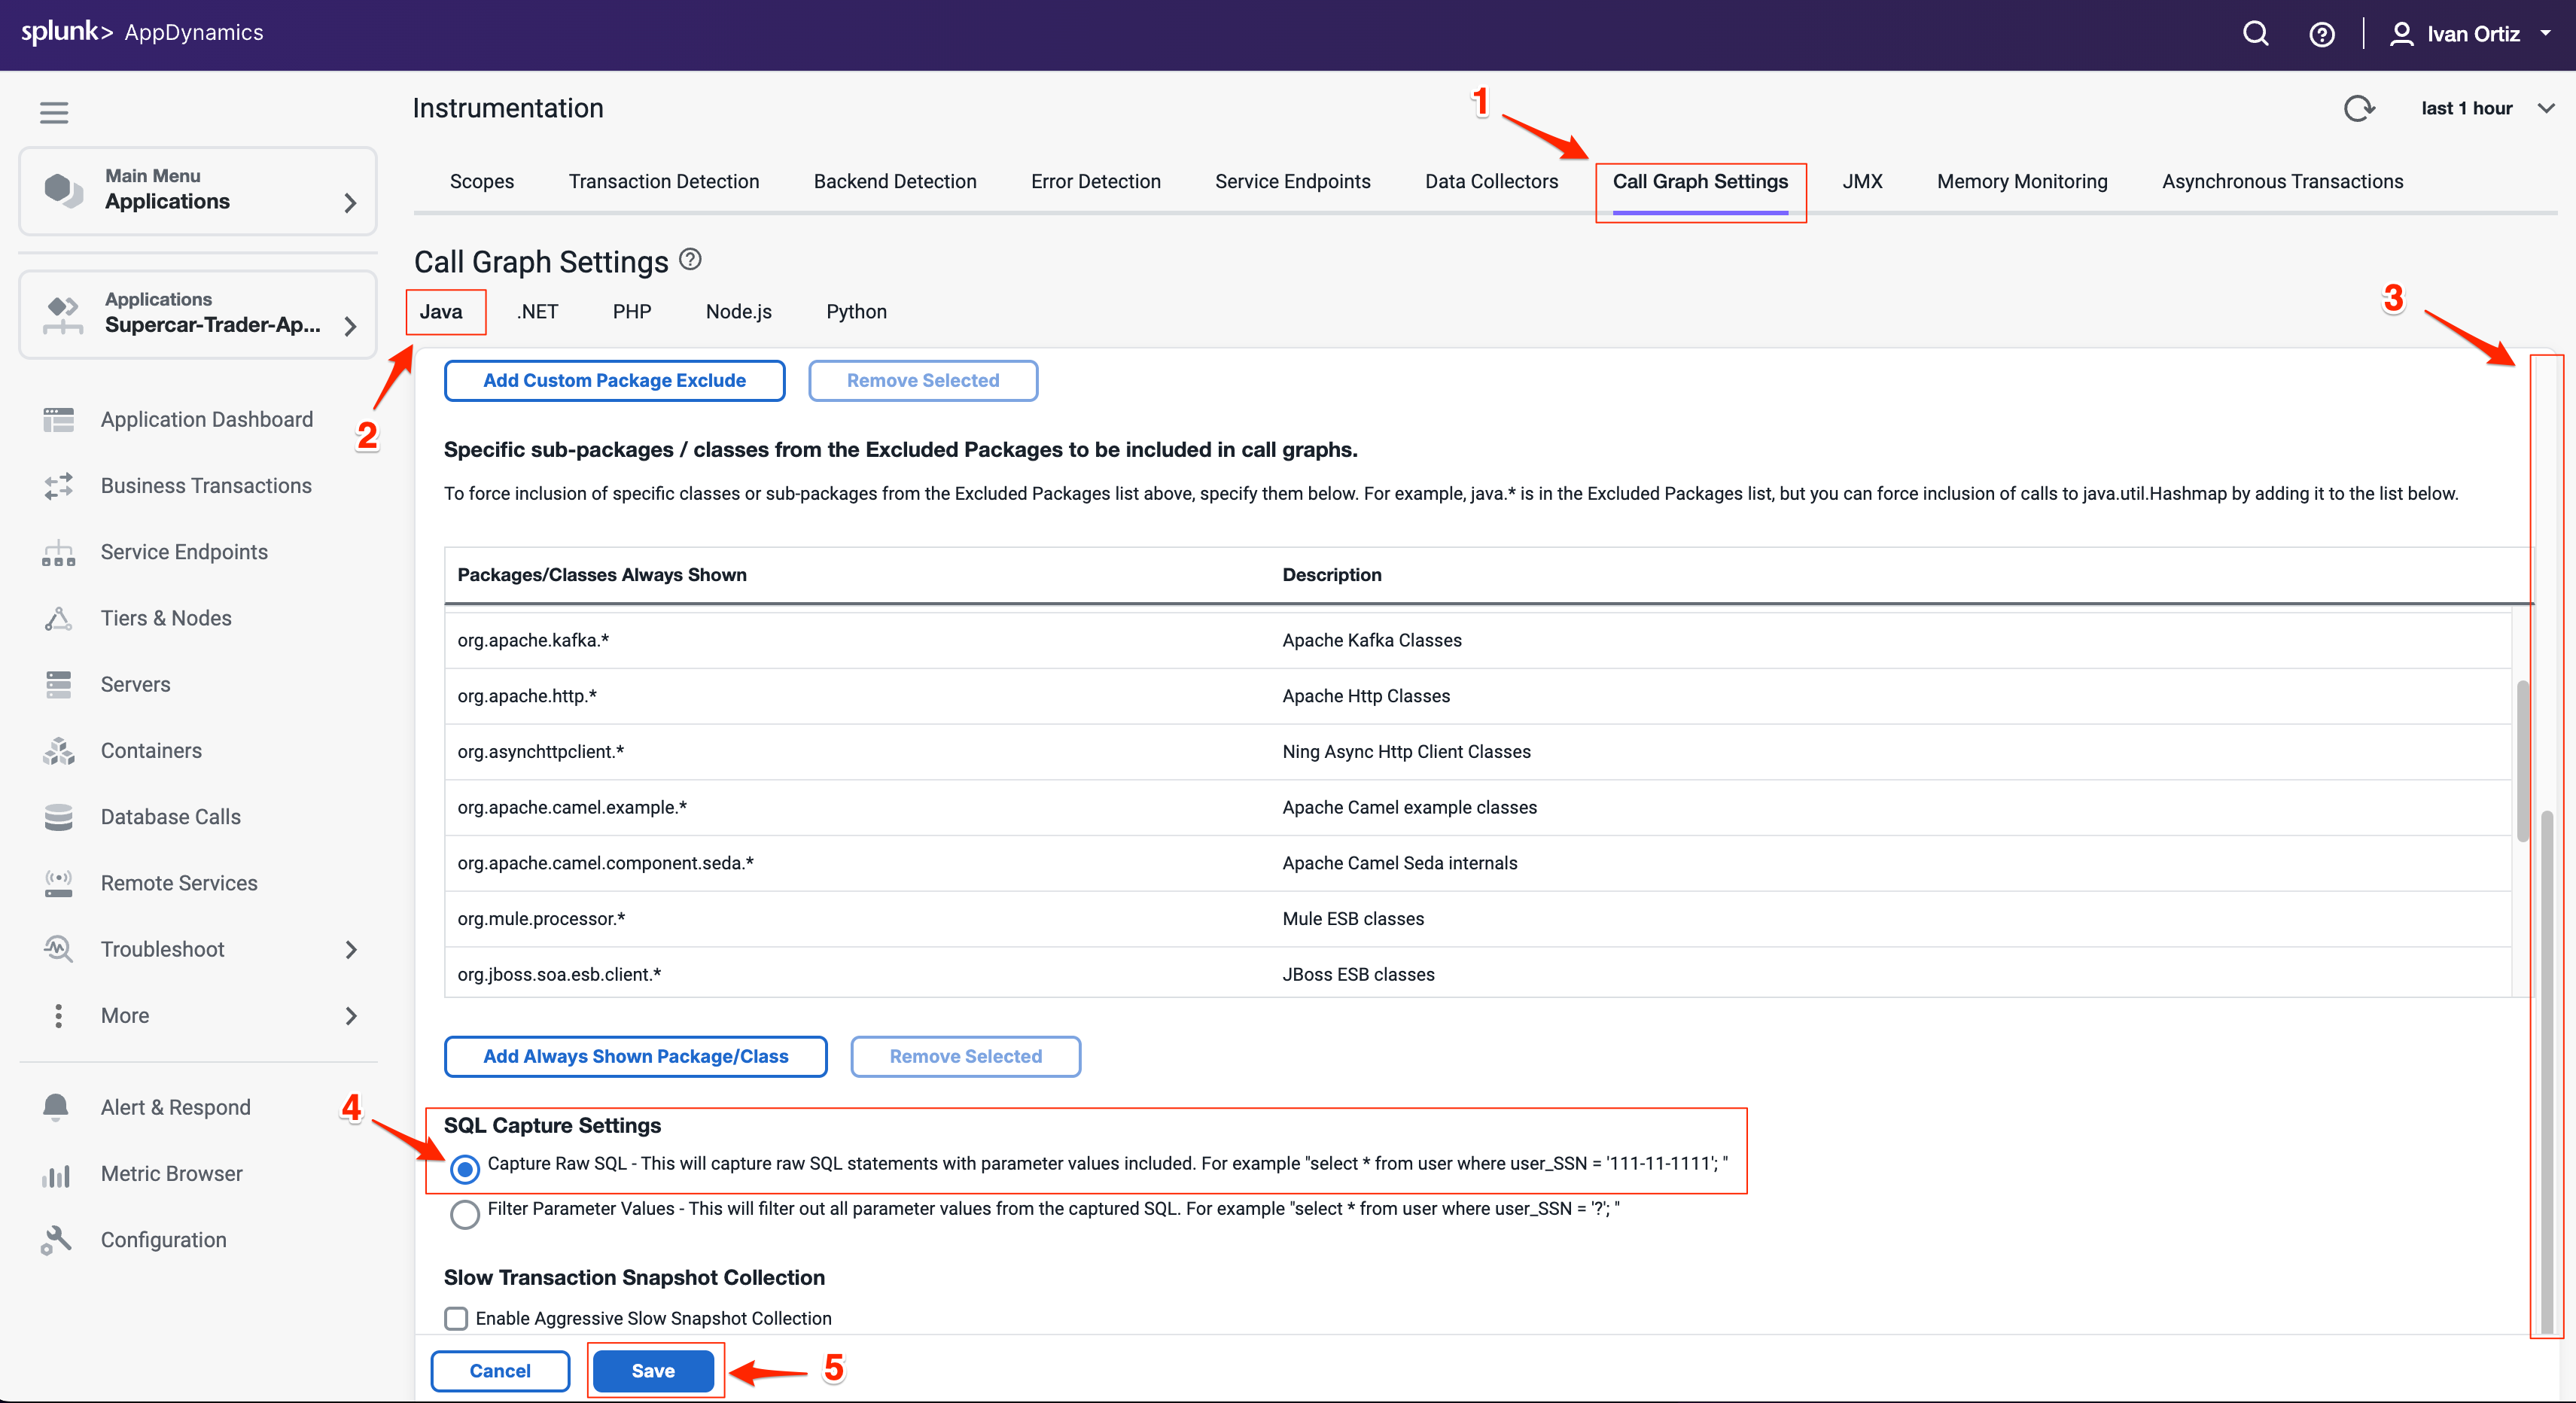 splunk> AppDynamics
Ivan Ortiz
Instrumentation
last 1 hour
1
Main Menu
Applications
Scopes
Transaction Detection
Backend Detection
Error Detection
Service Endpoints
Data Collectors
Call Graph Settings
JMX
Memory Monitoring
Asynchronous Transactions
Call Graph Settings
Applications
Supercar-Trader-Ap...
Java
.NET
PHP
Node.js
Python
3
2
Add Custom Package Exclude
Remove Selected
Application Dashboard
Business Transactions
Service Endpoints
Tiers & Nodes
Servers
Containers
Database Calls
Remote Services
Troubleshoot
More
Alert & Respond
Metric Browser
Configuration
Specific sub-packages / classes from the Excluded Packages to be included in call graphs.
To force inclusion of specific classes or sub-packages from the Excluded Packages list above, specify them below. For example, java.* is in the Excluded Packages list, but you can force inclusion of calls to java.util.Hashmap by adding it to the list below.
Packages/Classes Always Shown
Description
org.apache.kafka.*
Apache Kafka Classes
org.apache.http.*
Apache Http Classes
org.asynchttpclient.*
Ning Async Http Client Classes
org.apache.camel.example.*
Apache Camel example classes
org.apache.camel.component.seda.*
Apache Camel Seda internals
org.mule.processor.*
Mule ESB classes
org.jboss.soa.esb.client.*
JBoss ESB classes
Add Always Shown Package/Class
Remove Selected
4
SQL Capture Settings
Capture Raw SQL - This will capture raw SQL statements with parameter values included. For example "select * from user where user_SSN = '111-11-1111'; "
Filter Parameter Values - This will filter out all parameter values from the captured SQL. For example "select * from user where user_SSN = '?'; "
Slow Transaction Snapshot Collection
Enable Aggressive Slow Snapshot Collection
Cancel
Save
5